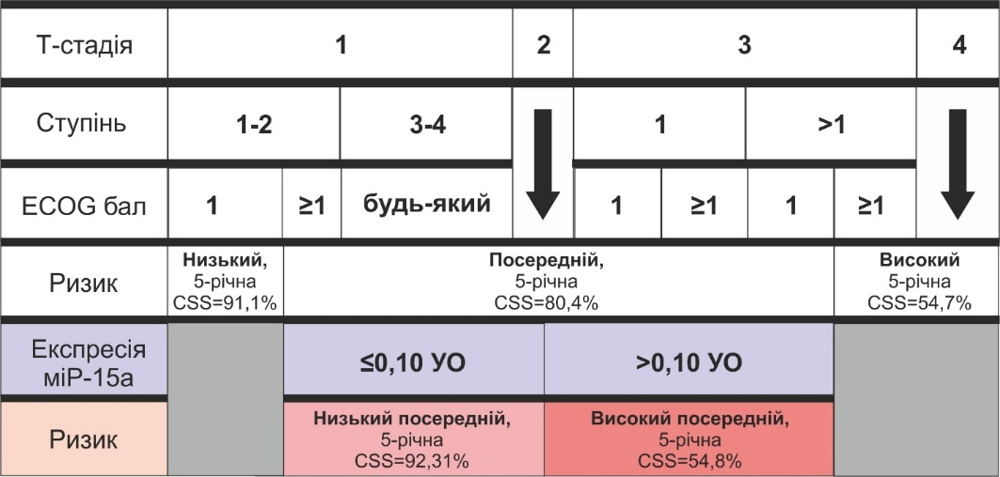 Т-стадія 1 2 3 4
Ступінь 1-2 3-4 1 >1
ECOG бал 1 ≥1 будь-який 1 ≥1 1 ≥1
Ризик
Низький,
5-річна
CSS=91,1%
Посередній,
5-річна
CSS=80,4%
Високий
5-річна
CSS=54,7%
Експресія
міР-15а
≤0,10 УО >0,10 УО
Ризик
Низький посередній,
5-річна
CSS=92,31%
Високий посередній,
5-річна
CSS=54,8%